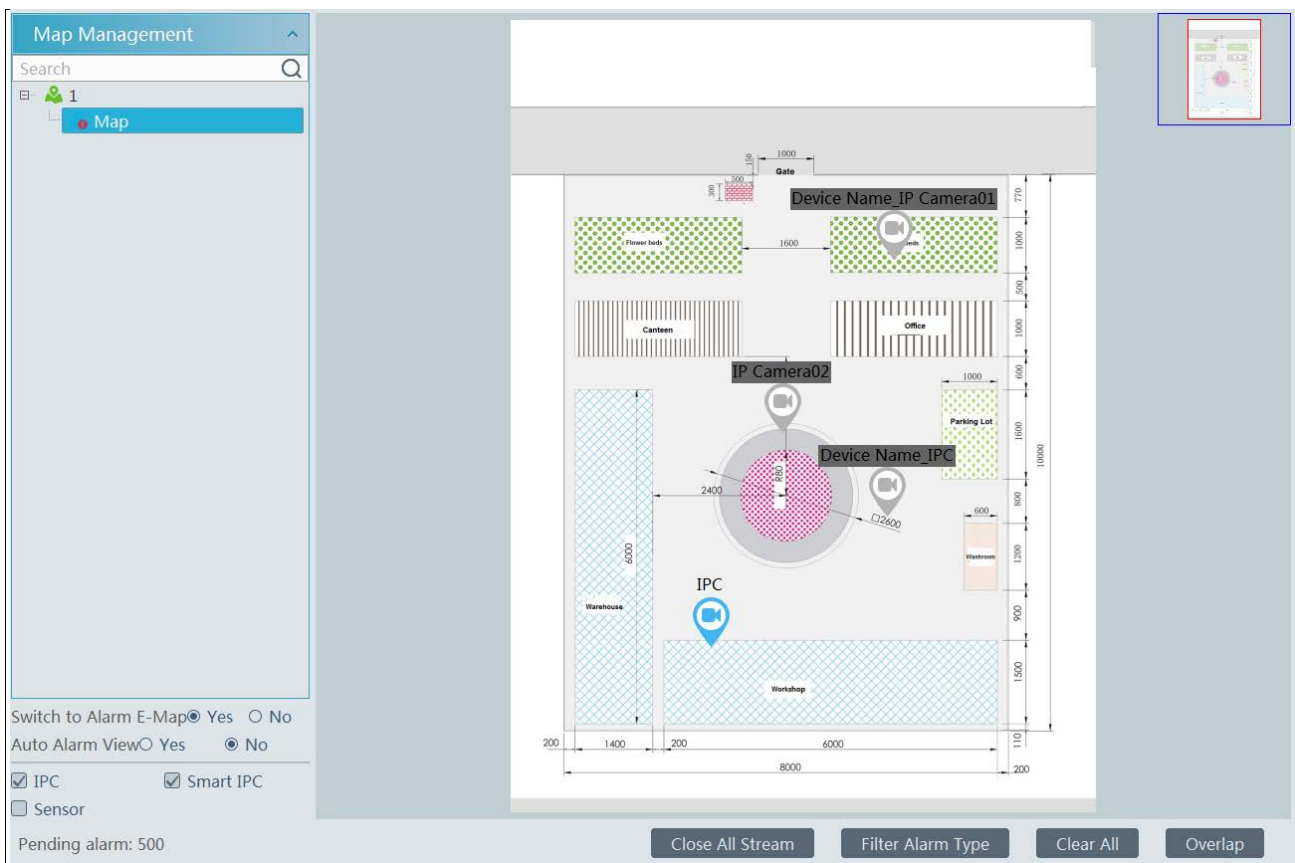 Map Management
Search
1
Map
Switch to Alarm E-Map Yes No
Auto Alarm View Yes No
IPC Smart IPC
Sensor
Pending alarm: 500
Close All Stream Filter Alarm Type Clear All Overlap
150
1000
Gate
300
300
Device Name_IP Camera01
770
Flower beds
1600
1000
500
Canteen
Office
1000
IP Camera02
600
1000
Parking Lot
1600
10000
Device Name_IPC
R80
2400
□2600
800
600
Washroom
1200
6000
IPC
Warehouse
900
Workshop
1500
200 1400 200 6000 110
8000 200